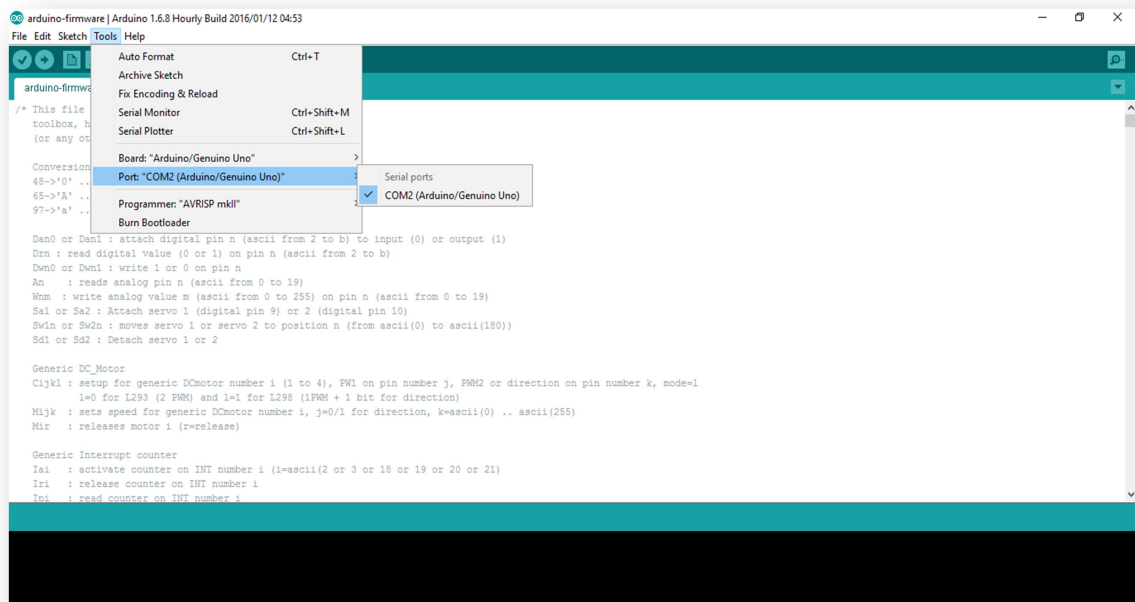 arduino-firmware | Arduino 1.6.8 Hourly Build 2016/01/12 04:53
File Edit Sketch Tools Help
arduino-firmwa
Auto Format Ctrl+T
Archive Sketch
Fix Encoding & Reload
Serial Monitor Ctrl+Shift+M
Serial Plotter Ctrl+Shift+L
Board: "Arduino/Genuino Uno"
Port: "COM2 (Arduino/Genuino Uno)"
Programmer: "AVRISP mkII"
Burn Bootloader
Serial ports
COM2 (Arduino/Genuino Uno)
/* This file
toolbox, h
(or any ot
Conversion
48->'0' ..
65->'A' ..
97->'a' ..
Dan0 or Dan1 : attach digital pin n (ascii from 2 to b) to input (0) or output (1)
Drn : read digital value (0 or 1) on pin n (ascii from 2 to b)
Dwn0 or Dwn1 : write 1 or 0 on pin n
An : reads analog pin n (ascii from 0 to 19)
Wnm : write analog value m (ascii from 0 to 255) on pin n (ascii from 0 to 19)
Sa1 or Sa2 : Attach servo 1 (digital pin 9) or 2 (digital pin 10)
Sw1n or Sw2n : moves servo 1 or servo 2 to position n (from ascii(0) to ascii(180))
Sd1 or Sd2 : Detach servo 1 or 2
Generic DC_Motor
Cijkl : setup for generic DCmotor number i (1 to 4), PW1 on pin number j, PWM2 or direction on pin number k, mode=l
l=0 for L293 (2 PWM) and l=1 for L298 (1PWM + 1 bit for direction)
Mijk : sets speed for generic DCmotor number i, j=0/1 for direction, k=ascii(0) .. ascii(255)
Mir : releases motor i (r=release)
Generic Interrupt counter
Iai : activate counter on INT number i (i=ascii(2 or 3 or 18 or 19 or 20 or 21)
Iri : release counter on INT number i
Ipi : read counter on INT number i